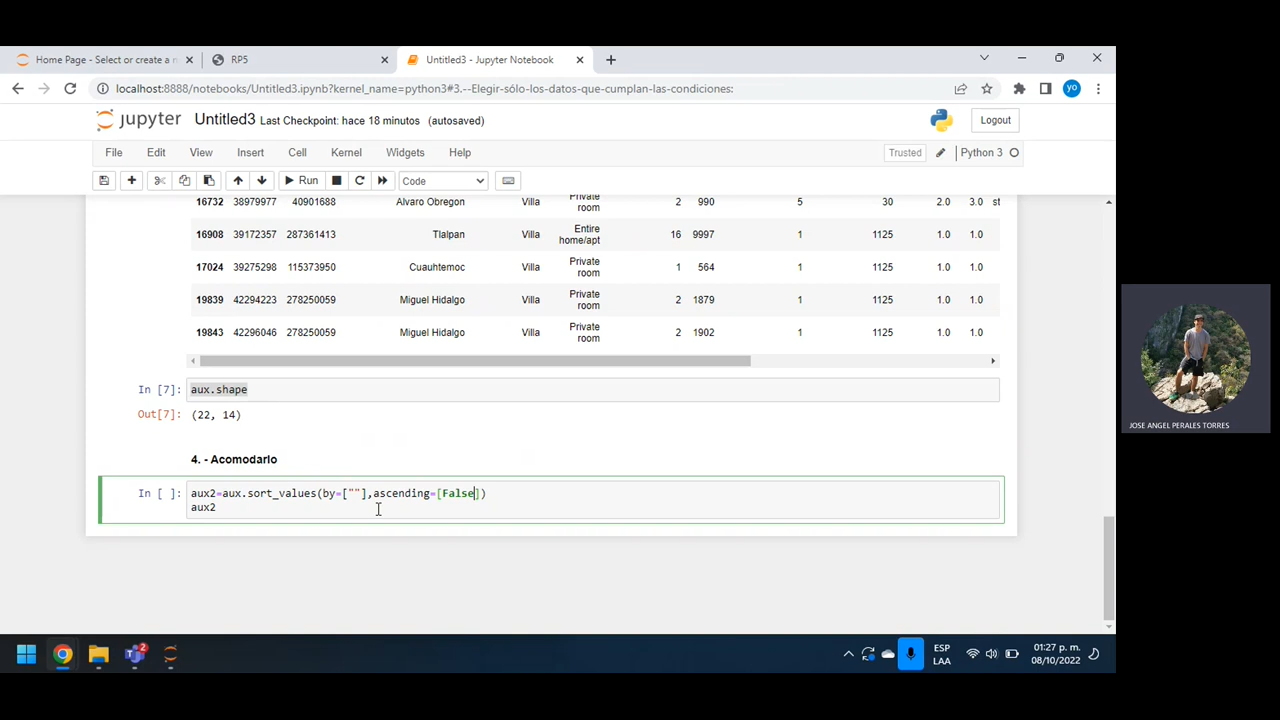 Home Page - Select or create a n
RP5
Untitled3 - Jupyter Notebook
localhost:8888/notebooks/Untitled3.ipynb?kernel_name=python3#3.--Elegir-sólo-los-datos-que-cumplan-las-condiciones:
yo
jupyter Untitled3 Last Checkpoint: hace 18 minutos (autosaved)
Logout
File Edit View Insert Cell Kernel Widgets Help
Trusted
Python 3
Run
Code
16732 38979977 40901688 Alvaro Obregon Villa Private room 2 990 5 30 2.0 3.0 st
16908 39172357 287361413 Tlalpan Villa Entire home/apt 16 9997 1 1125 1.0 1.0
17024 39275298 115373950 Cuauhtemoc Villa Private room 1 564 1 1125 1.0 1.0
19839 42294223 278250059 Miguel Hidalgo Villa Private room 2 1879 1 1125 1.0 1.0
19843 42296046 278250059 Miguel Hidalgo Villa Private room 2 1902 1 1125 1.0 1.0
In [7]: aux.shape
Out[7]: (22, 14)
4. - Acomodarlo
In [ ]: aux2=aux.sort_values(by=[""],ascending=[False])
aux2
JOSE ANGEL PERALES TORRES
2
ESP
LAA
01:27 p. m.
08/10/2022